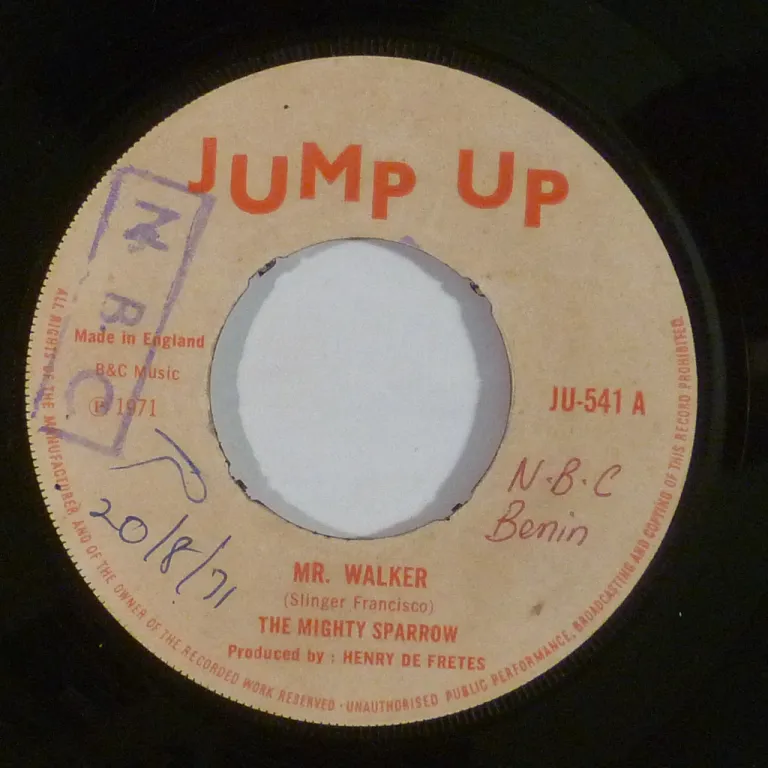 JUMP UP
N.B.C
Made in England
B&C Music
℗ 1971
JU-541 A
20/8/71
N.B.C
Benin
MR. WALKER
(Slinger Francisco)
THE MIGHTY SPARROW
Produced by : HENRY DE FRETES
ALL RIGHTS OF THE MANUFACTURER AND OF THE OWNER OF THE RECORDED WORK RESERVED - UNAUTHORISED PUBLIC PERFORMANCE, BROADCASTING AND COPYING OF THIS RECORD PROHIBITED.